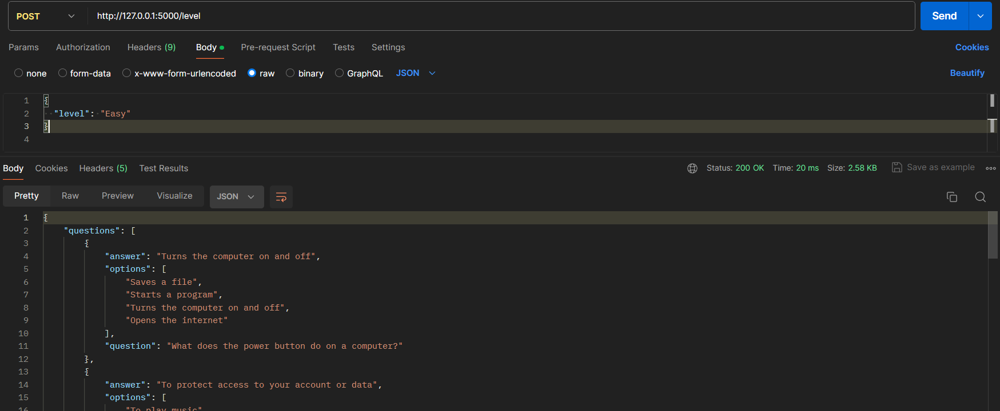 POST http://127.0.0.1:5000/level Send
Params Authorization Headers (9) Body Pre-request Script Tests Settings Cookies
none form-data x-www-form-urlencoded raw binary GraphQL JSON Beautify
1 {
2 "level": "Easy"
3 }
4
Body Cookies Headers (5) Test Results Status: 200 OK Time: 20 ms Size: 2.58 KB Save as example
Pretty Raw Preview Visualize JSON
1 {
2 "questions": [
3 {
4 "answer": "Turns the computer on and off",
5 "options": [
6 "Saves a file",
7 "Starts a program",
8 "Turns the computer on and off",
9 "Opens the internet"
10 ],
11 "question": "What does the power button do on a computer?"
12 },
13 {
14 "answer": "To protect access to your account or data",
15 "options": [
16 "To play music"